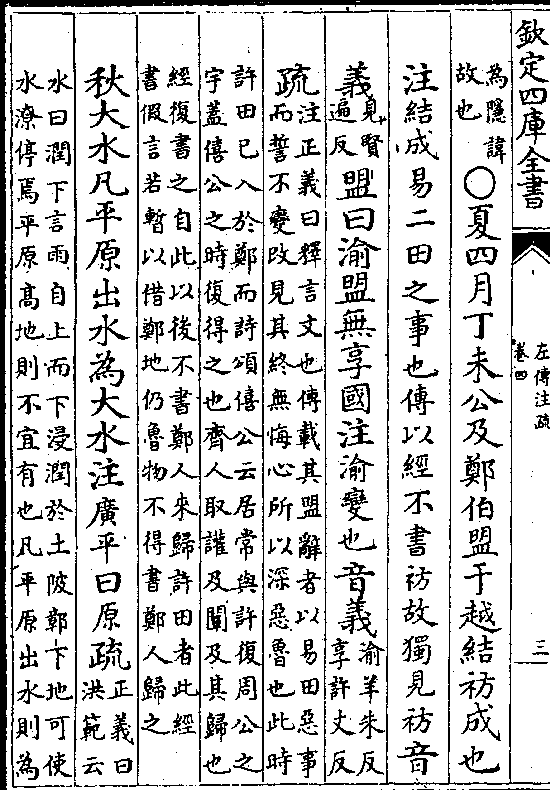 欽定四庫全書
左傳注疏
卷四
三
為隱諱
故也
○夏四月丁未公及鄭伯盟于越結祊成也
注結成易二田之事也傳以經不書祊故獨見祊音
義
見賢
遍反
盟曰渝盟無享國注渝變也音義
渝羊朱反
享許丈反
疏
注正義曰釋言文也傳載其盟辭者以易田惡事
而誓不變改見其終無悔心所以深惡魯也此時
許田已入於鄭而詩頌僖公云居常與許復周公之
宇蓋僖公之時復得之也齊人取讙及闡及其歸也
經復書之自此以後不書鄭人來歸許田者此經
書假言若暫以借鄭地仍魯物不得書鄭人歸之
秋大水凡平原出水為大水注廣平曰原疏
正義曰
洪範云
水曰潤下言雨自上而下浸潤於土陂鄣下地可使
水潦停焉平原高地則不宜有也凡平原出水則為